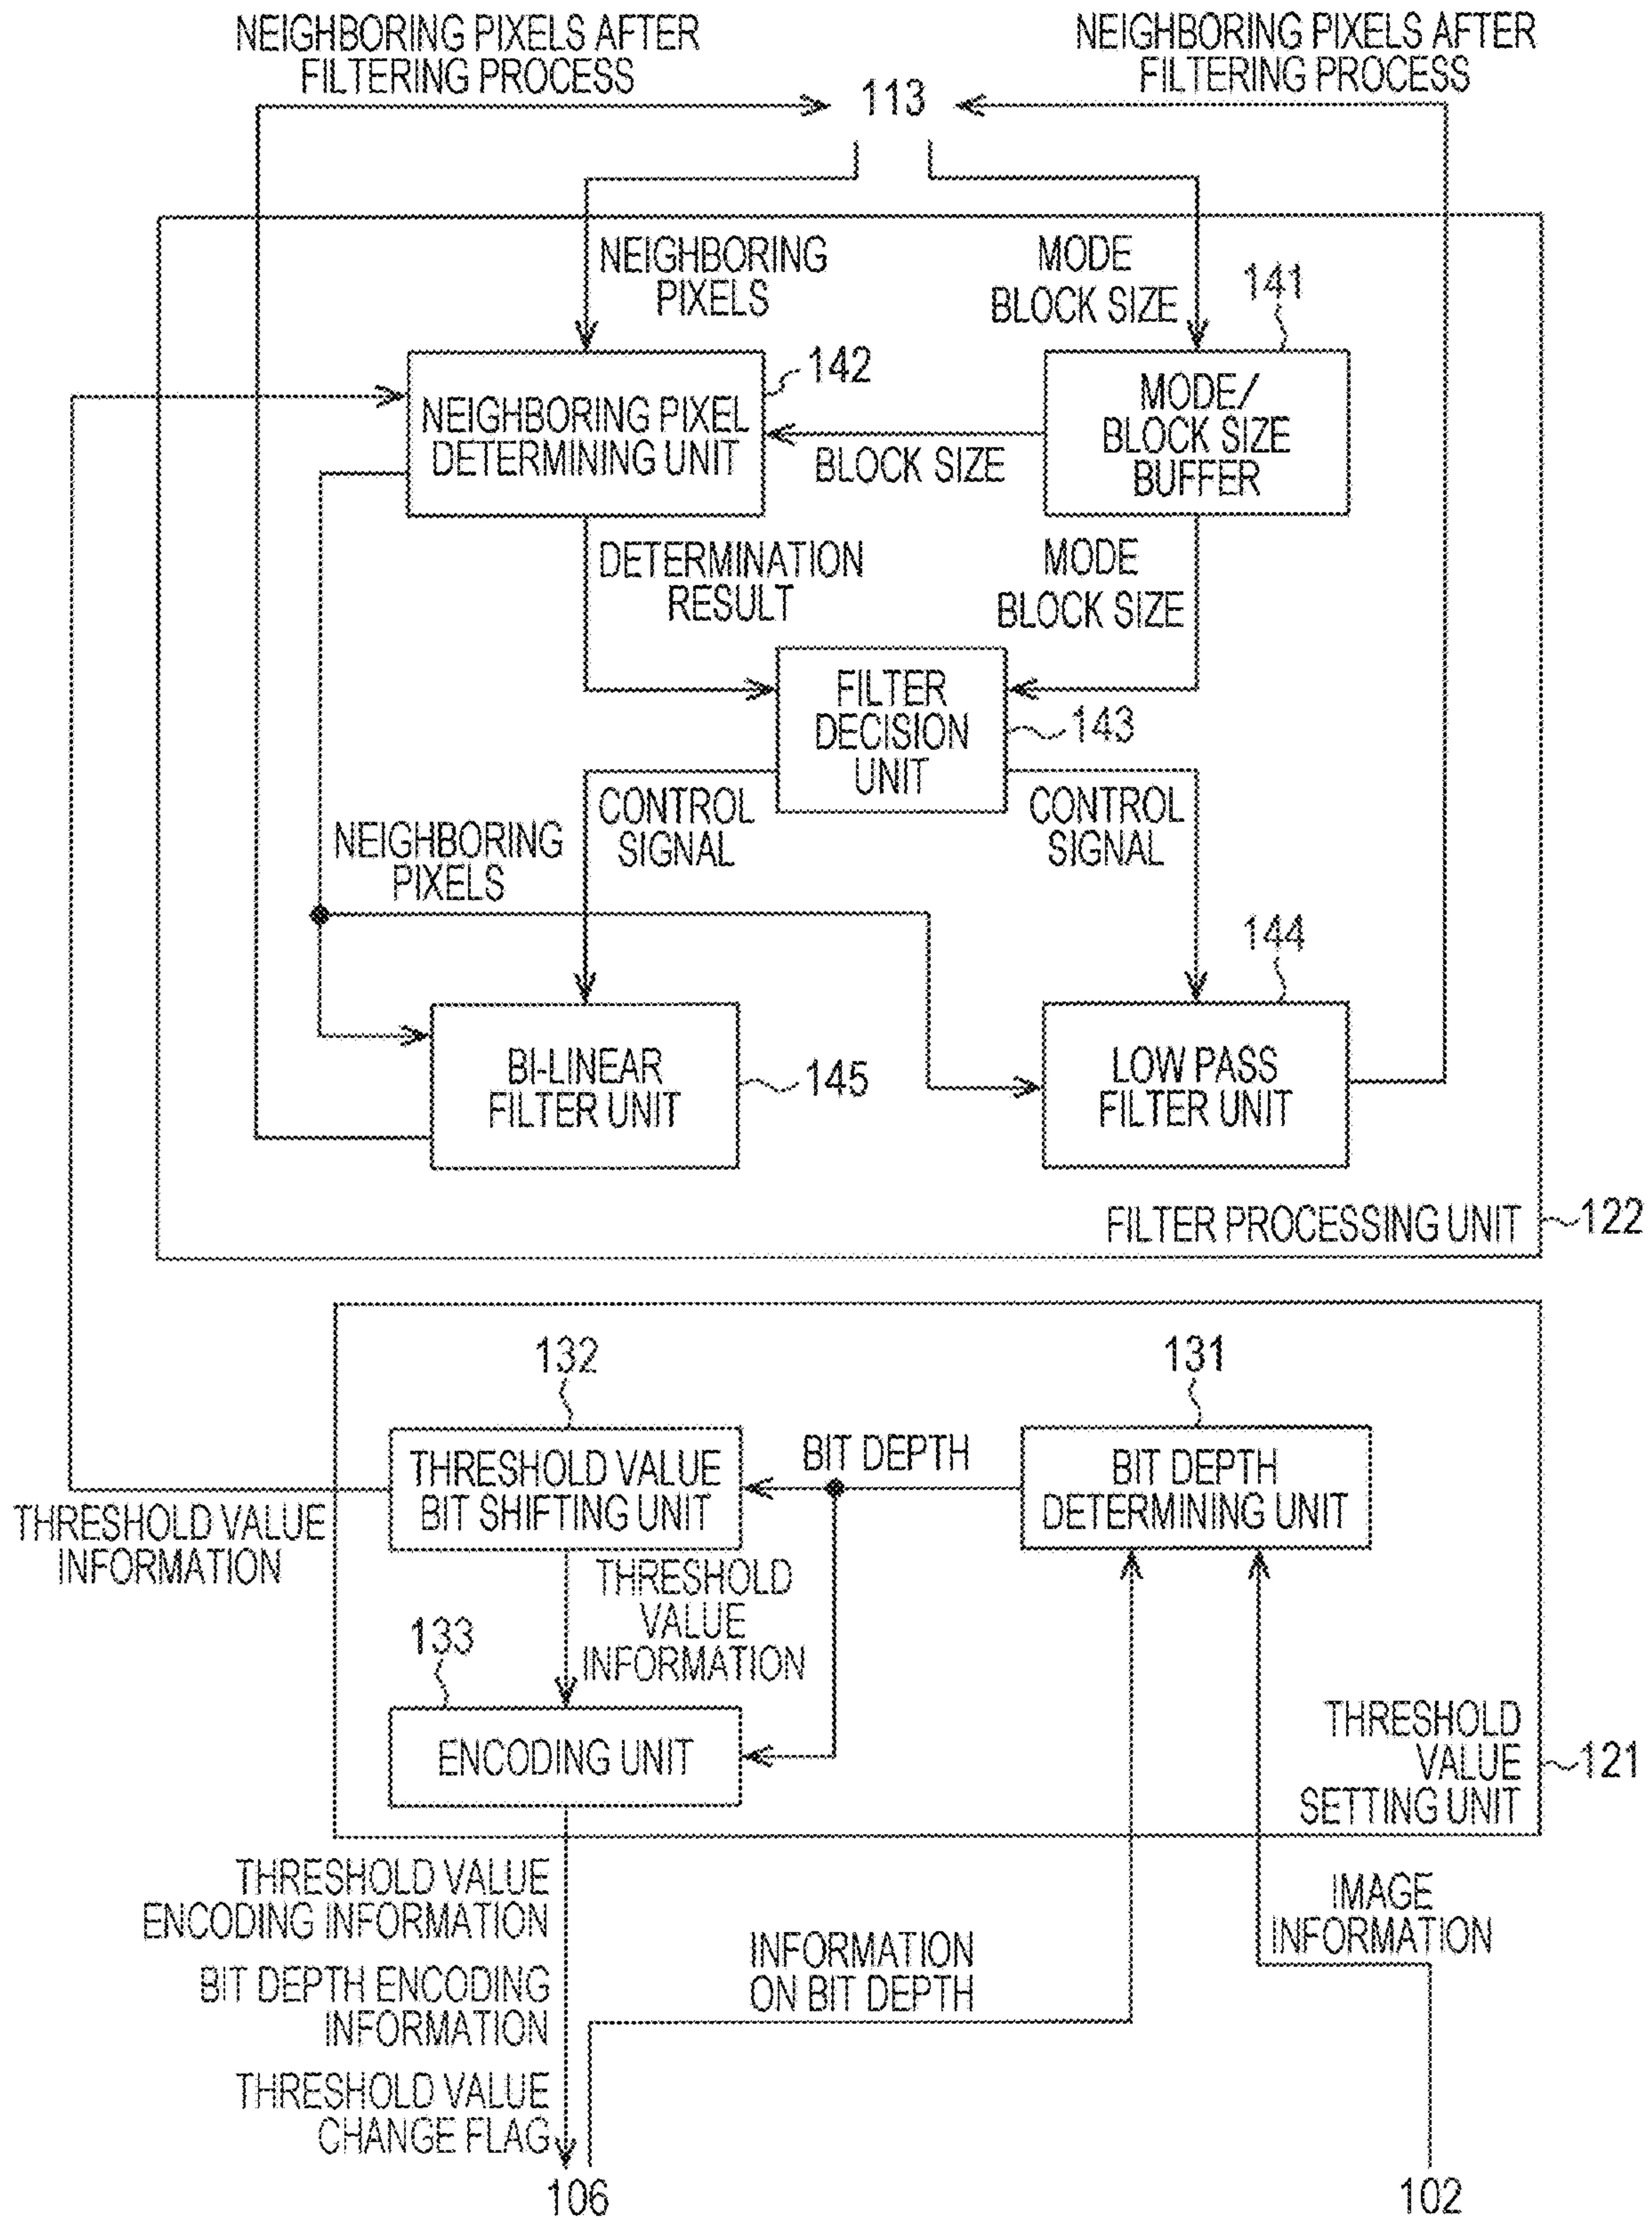 NEIGHBORING PIXELS AFTER
FILTERING PROCESS
NEIGHBORING PIXELS AFTER
FILTERING PROCESS
113
NEIGHBORING
PIXELS
MODE
BLOCK SIZE
141
142
NEIGHBORING PIXEL
DETERMINING UNIT
BLOCK SIZE
MODE/
BLOCK SIZE
BUFFER
DETERMINATION
RESULT
MODE
BLOCK SIZE
FILTER
DECISION
UNIT
143
CONTROL
SIGNAL
CONTROL
SIGNAL
NEIGHBORING
PIXELS
144
BI-LINEAR
FILTER UNIT
145
LOW PASS
FILTER UNIT
FILTER PROCESSING UNIT
122
132
131
THRESHOLD VALUE
BIT SHIFTING UNIT
BIT DEPTH
BIT DEPTH
DETERMINING UNIT
THRESHOLD VALUE
INFORMATION
THRESHOLD
VALUE
INFORMATION
133
ENCODING UNIT
THRESHOLD
VALUE
SETTING UNIT
121
THRESHOLD VALUE
ENCODING INFORMATION
BIT DEPTH ENCODING
INFORMATION
THRESHOLD VALUE
CHANGE FLAG
INFORMATION
ON BIT DEPTH
IMAGE
INFORMATION
106
102